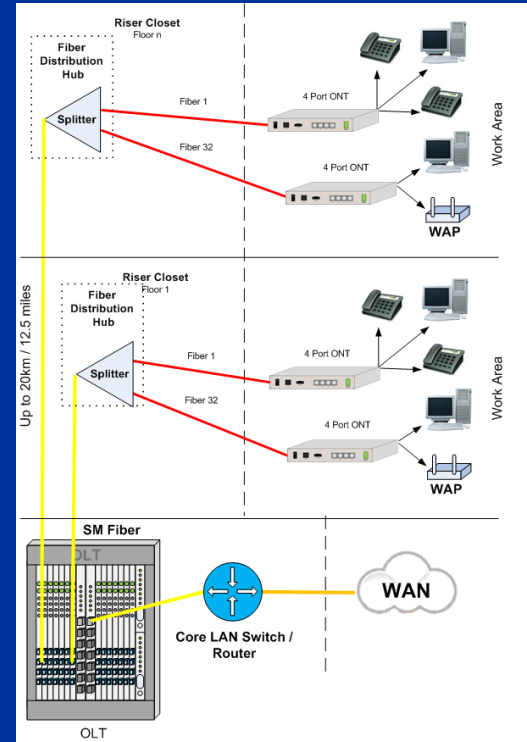 Riser Closet
Floor n
Fiber
Distribution
Hub
Splitter
Fiber 1
Fiber 32
4 Port ONT
4 Port ONT
WAP
Work Area
Up to 20km / 12.5 miles
Riser Closet
Floor 1
Fiber
Distribution
Hub
Splitter
Fiber 1
Fiber 32
4 Port ONT
4 Port ONT
WAP
Work Area
SM Fiber
OLT
Core LAN Switch /
Router
WAN
OLT